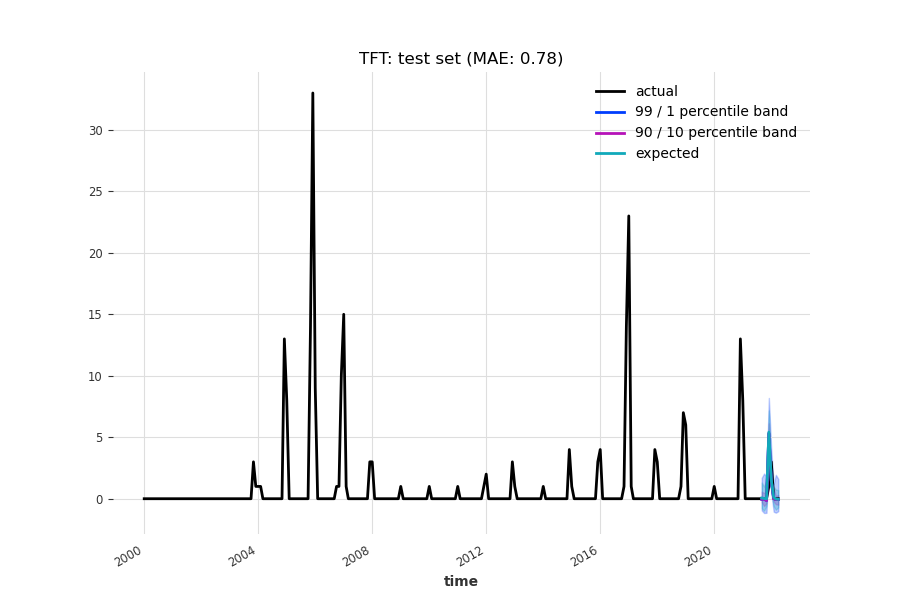 TFT: test set (MAE: 0.78)
actual
99 / 1 percentile band
90 / 10 percentile band
expected
30
25
20
15
10
5
0
2000
2004
2008
2012
2016
2020
time